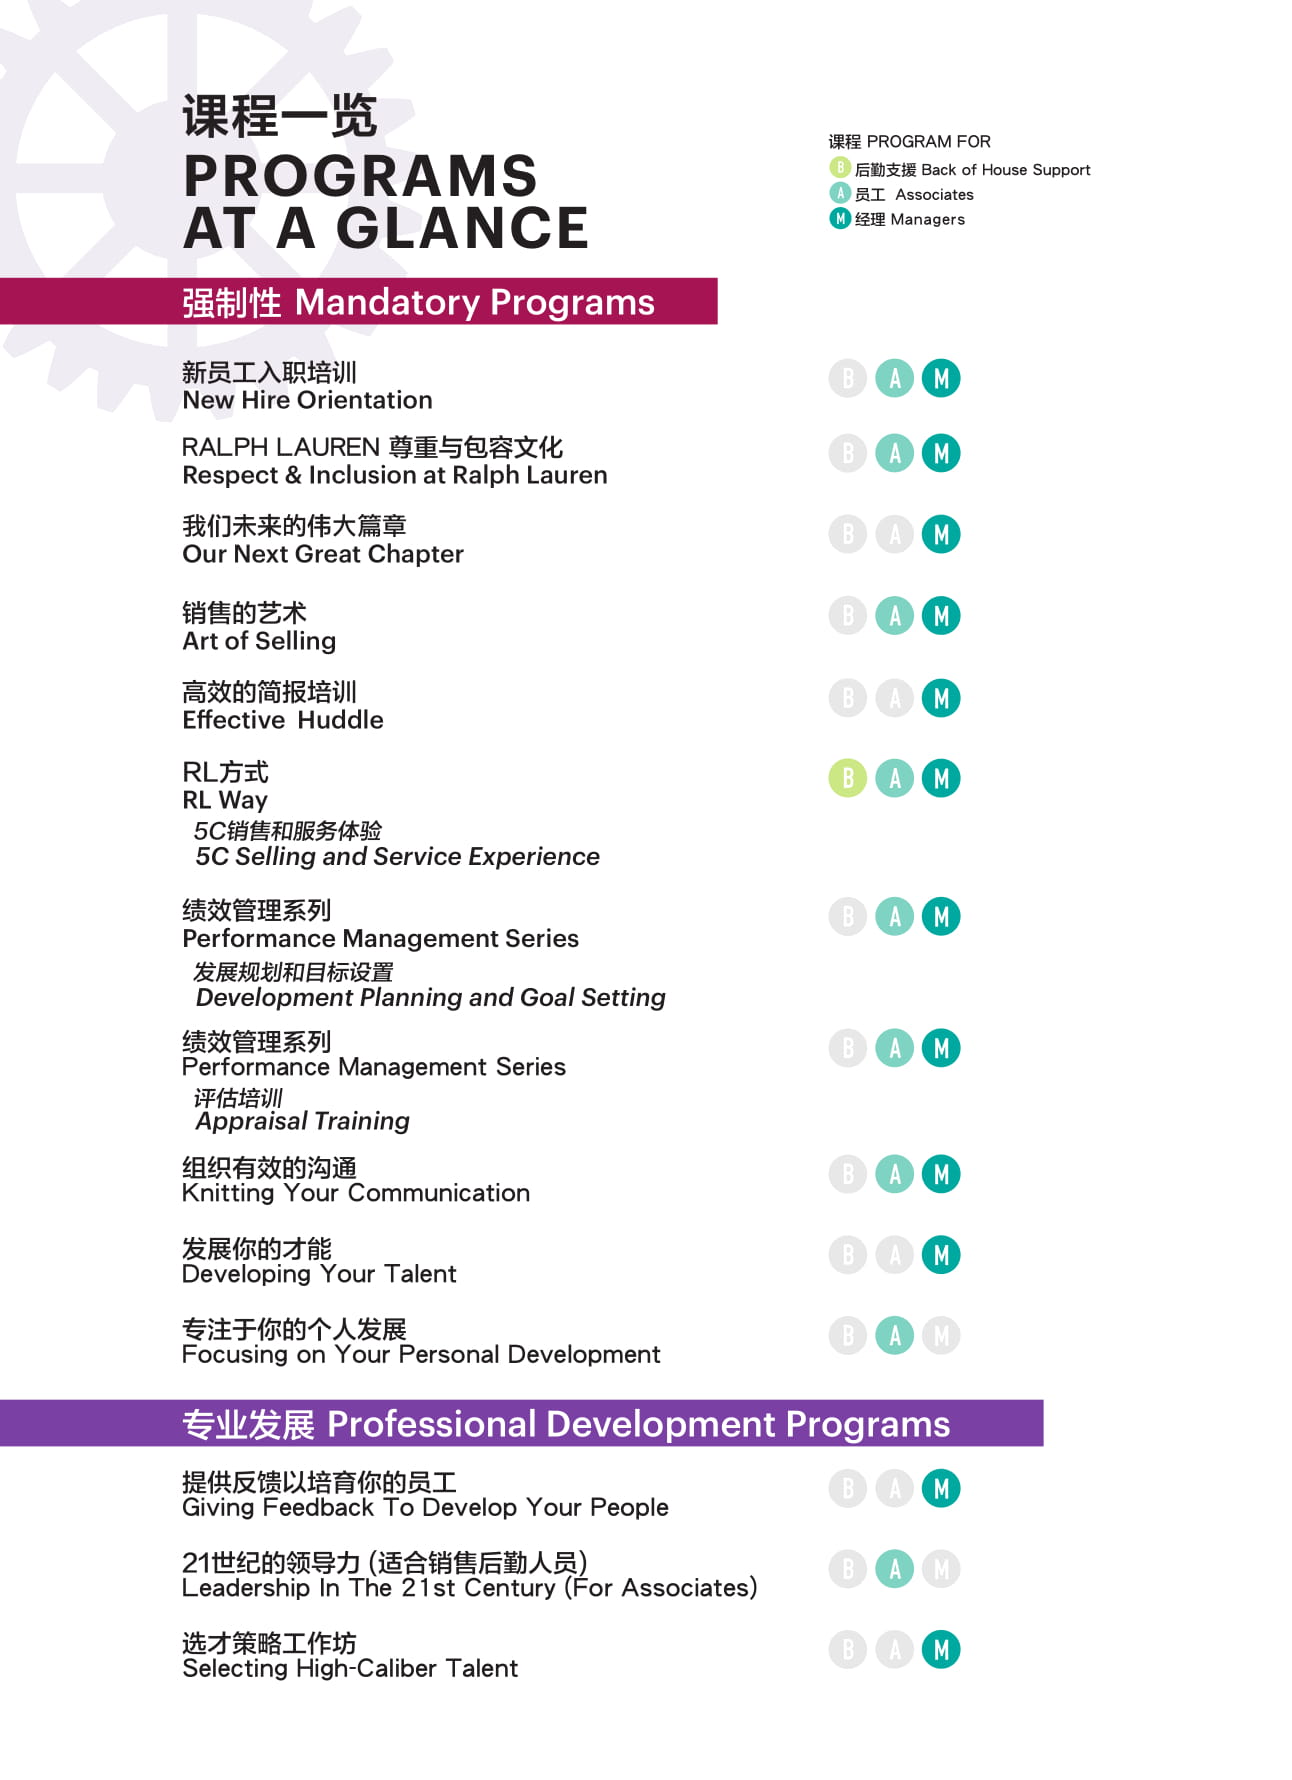 课程一览
PROGRAMS
AT A GLANCE
课程 PROGRAM FOR
B 后勤支援 Back of House Support
A 员工 Associates
M 经理 Managers
强制性 Mandatory Programs
新员工入职培训
New Hire Orientation
B A M
RALPH LAUREN 尊重与包容文化
Respect & Inclusion at Ralph Lauren
B A M
我们未来的伟大篇章
Our Next Great Chapter
B A M
销售的艺术
Art of Selling
B A M
高效的简报培训
Effective Huddle
B A M
RL方式
RL Way
B A M
5C销售和服务体验
5C Selling and Service Experience
绩效管理系列
Performance Management Series
B A M
发展规划和目标设置
Development Planning and Goal Setting
绩效管理系列
Performance Management Series
B A M
评估培训
Appraisal Training
组织有效的沟通
Knitting Your Communication
B A M
发展你的才能
Developing Your Talent
B A M
专注于你的个人发展
Focusing on Your Personal Development
B A M
专业发展 Professional Development Programs
提供反馈以培育你的员工
Giving Feedback To Develop Your People
B A M
21世纪的领导力 (适合销售后勤人员)
Leadership In The 21st Century (For Associates)
B A M
选才策略工作坊
Selecting High-Caliber Talent
B A M